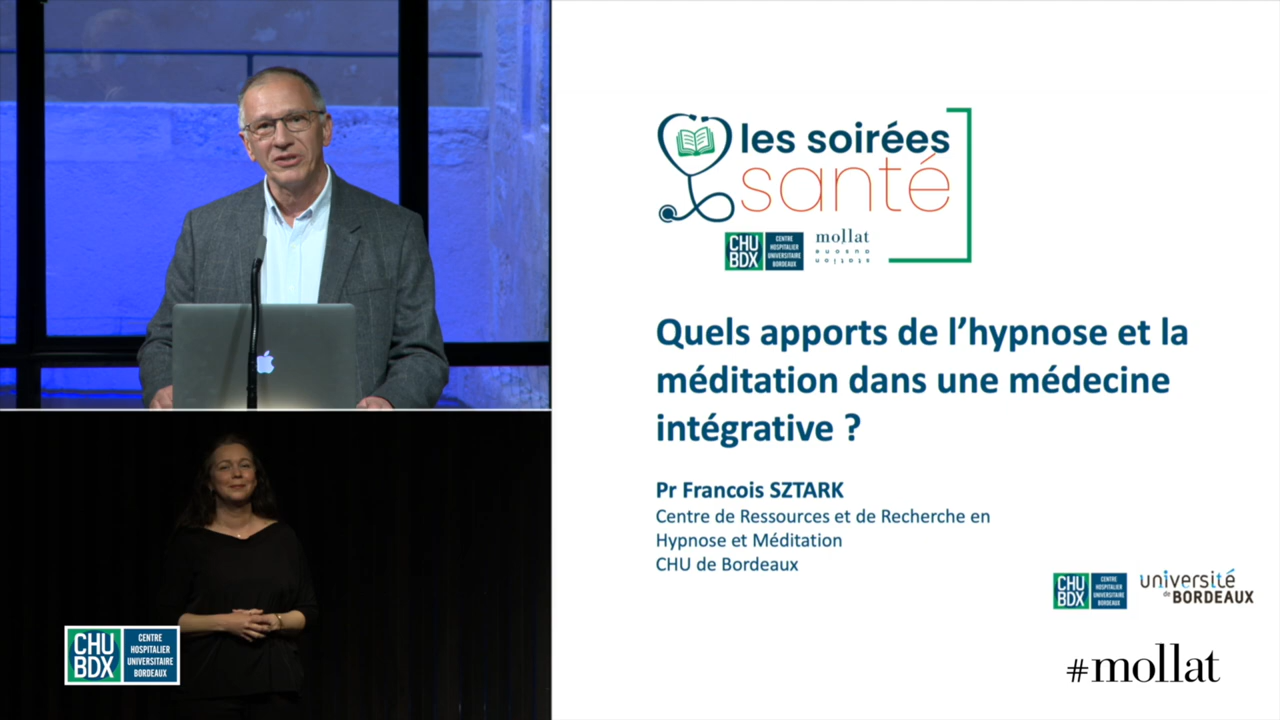 les soirées
santé
CHU
BDX
CENTRE
HOSPITALIER
UNIVERSITAIRE
BORDEAUX
mollat
station
ausone
Quels apports de l’hypnose et la
méditation dans une médecine
intégrative ?
Pr Francois SZTARK
Centre de Ressources et de Recherche en
Hypnose et Méditation
CHU de Bordeaux
CHU
BDX
CENTRE
HOSPITALIER
UNIVERSITAIRE
BORDEAUX
université
de BORDEAUX
#mollat
CHU
BDX
CENTRE
HOSPITALIER
UNIVERSITAIRE
BORDEAUX